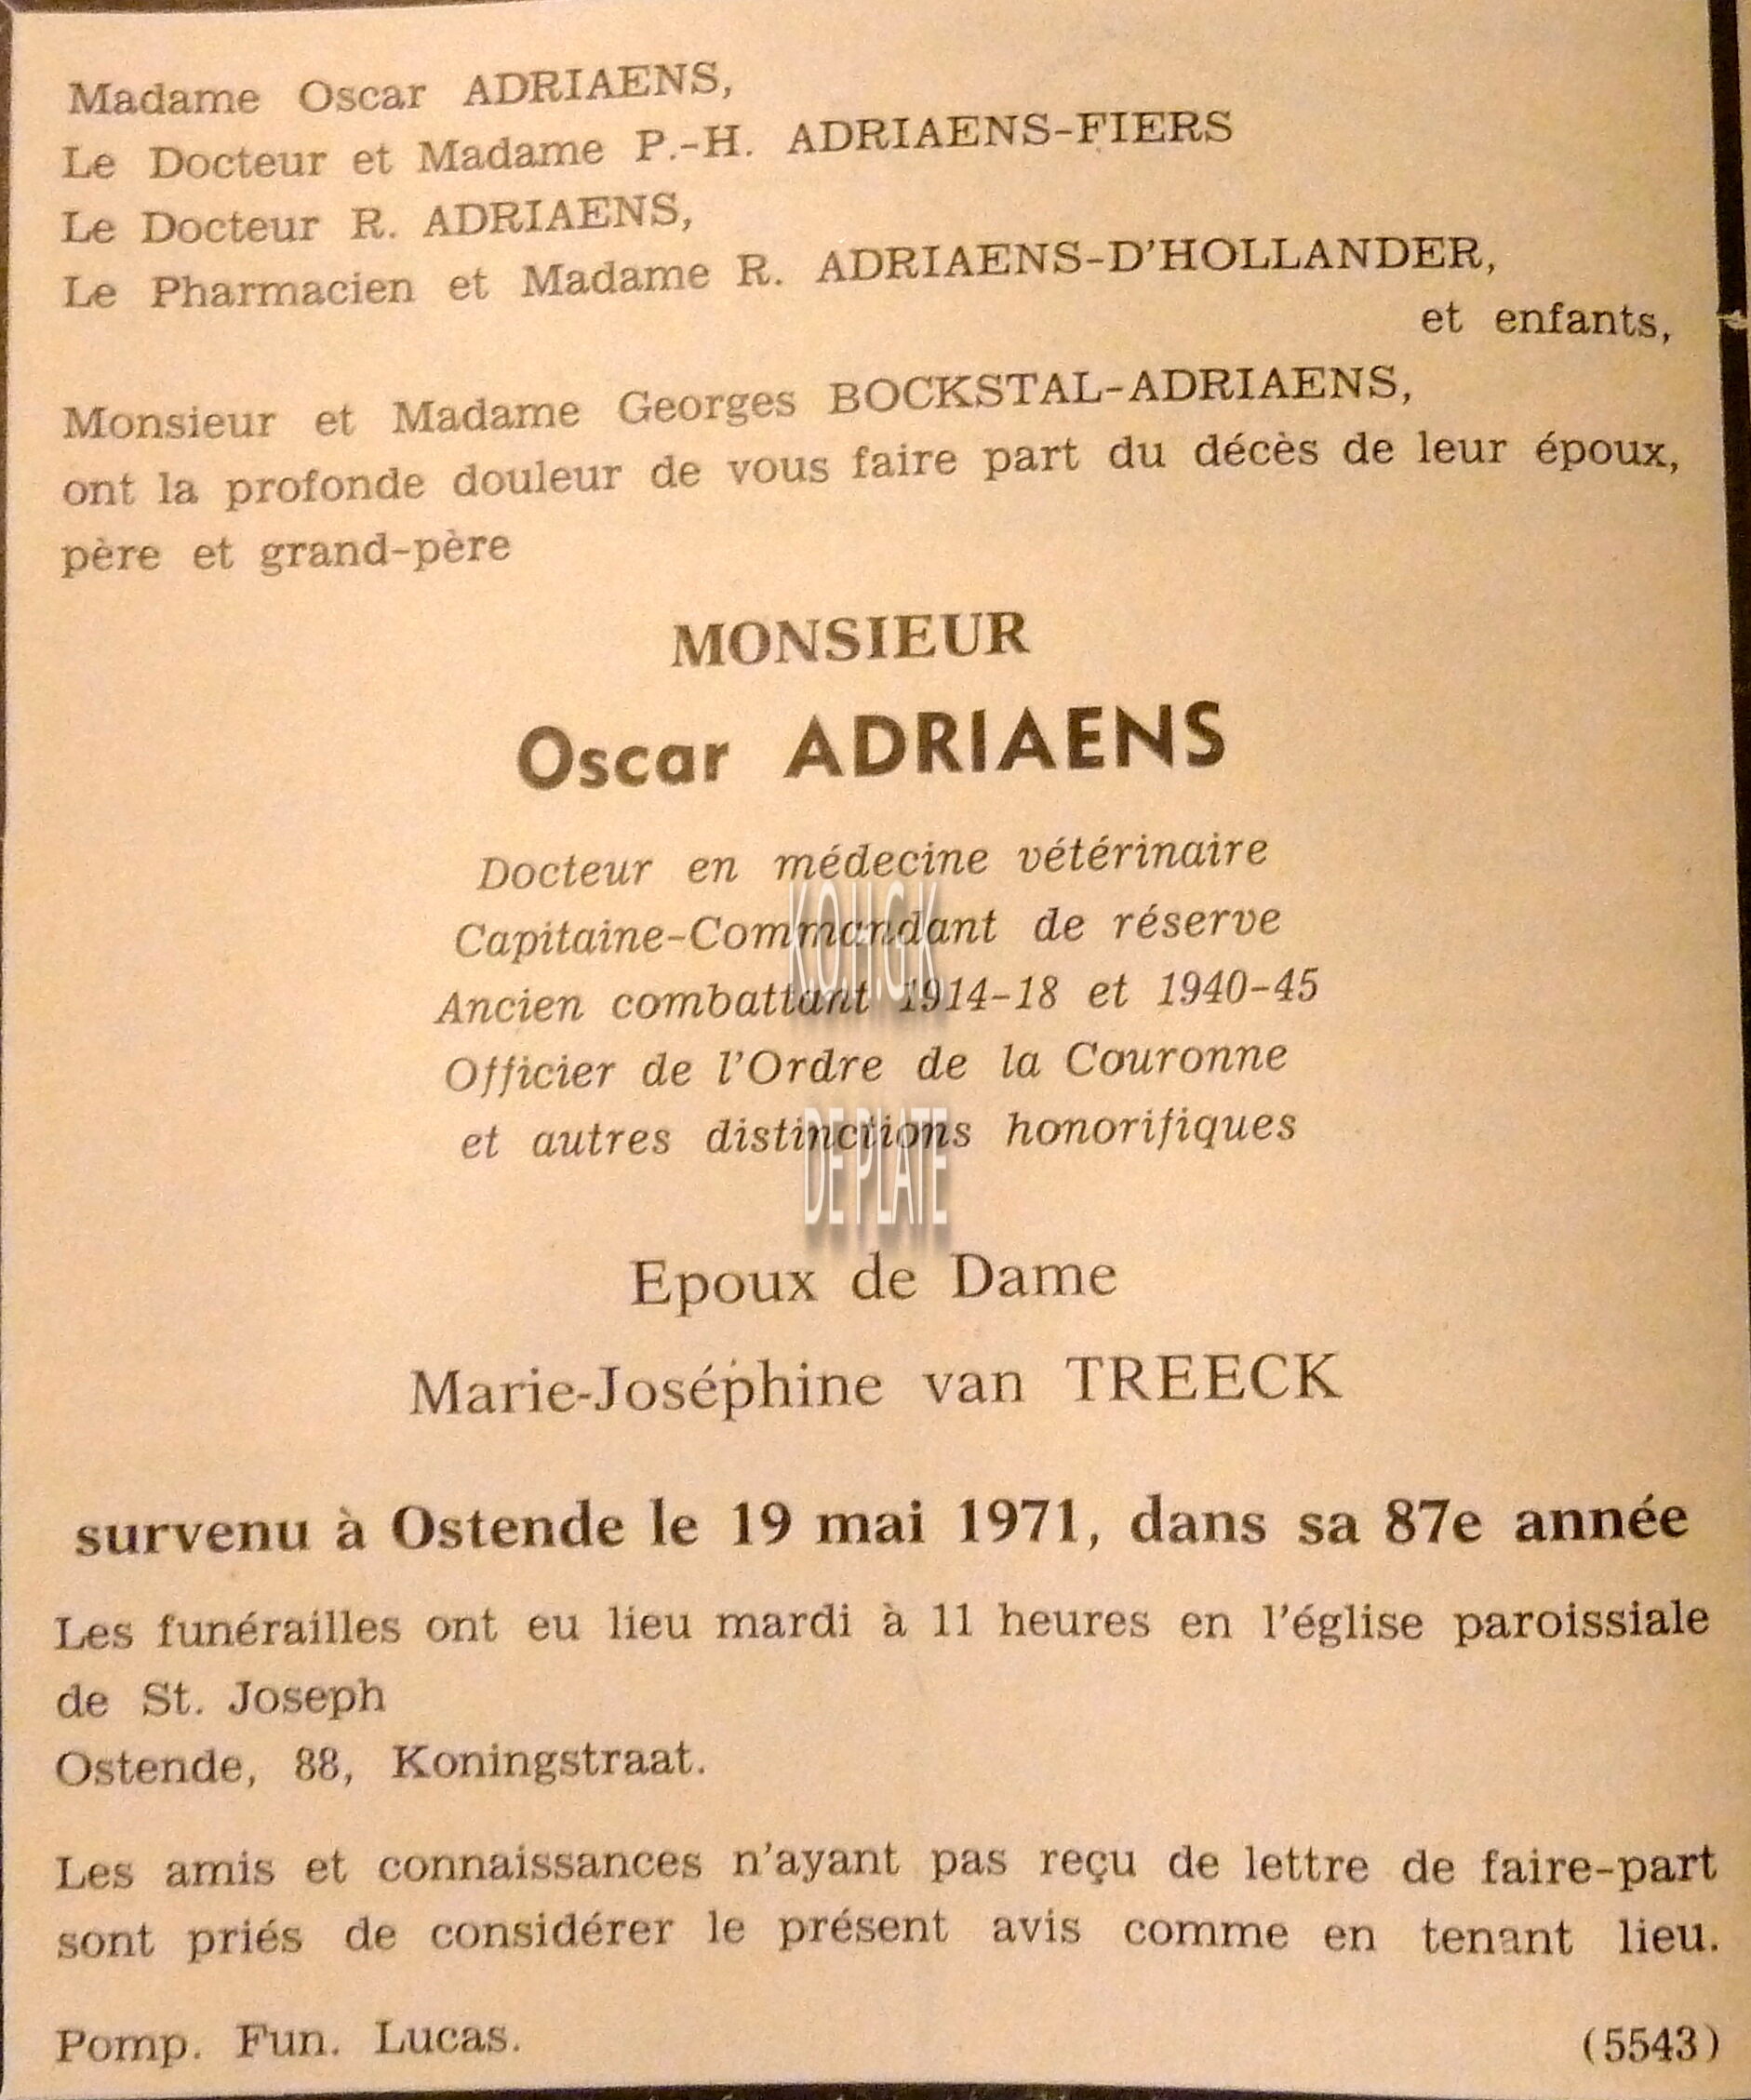 Madame Oscar ADRIAENS,
Le Docteur et Madame P.-H. ADRIAENS-FIERS
Le Docteur R. ADRIAENS,
Le Pharmacien et Madame R. ADRIAENS-D'HOLLANDER,
et enfants,
Monsieur et Madame Georges BOCKSTAL-ADRIAENS,
ont la profonde douleur de vous faire part du décès de leur époux,
père et grand-père
MONSIEUR
Oscar ADRIAENS
Docteur en médecine vétérinaire
Capitaine-Commandant de réserve
KOHGK
Ancien combattant 1914-18 et 1940-45
Officier de l'Ordre de la Couronne
et autres distinctions honorifiques
DE PLATE
Epoux de Dame
Marie-Joséphine van TREECK
survenu à Ostende le 19 mai 1971, dans sa 87e année
Les funérailles ont eu lieu mardi à 11 heures en l'église paroissiale
de St. Joseph
Ostende, 88, Koningstraat.
Les amis et connaissances n'ayant pas reçu de lettre de faire-part
sont priés de considérer le présent avis comme en tenant lieu.
Pomp. Fun. Lucas. (5543)